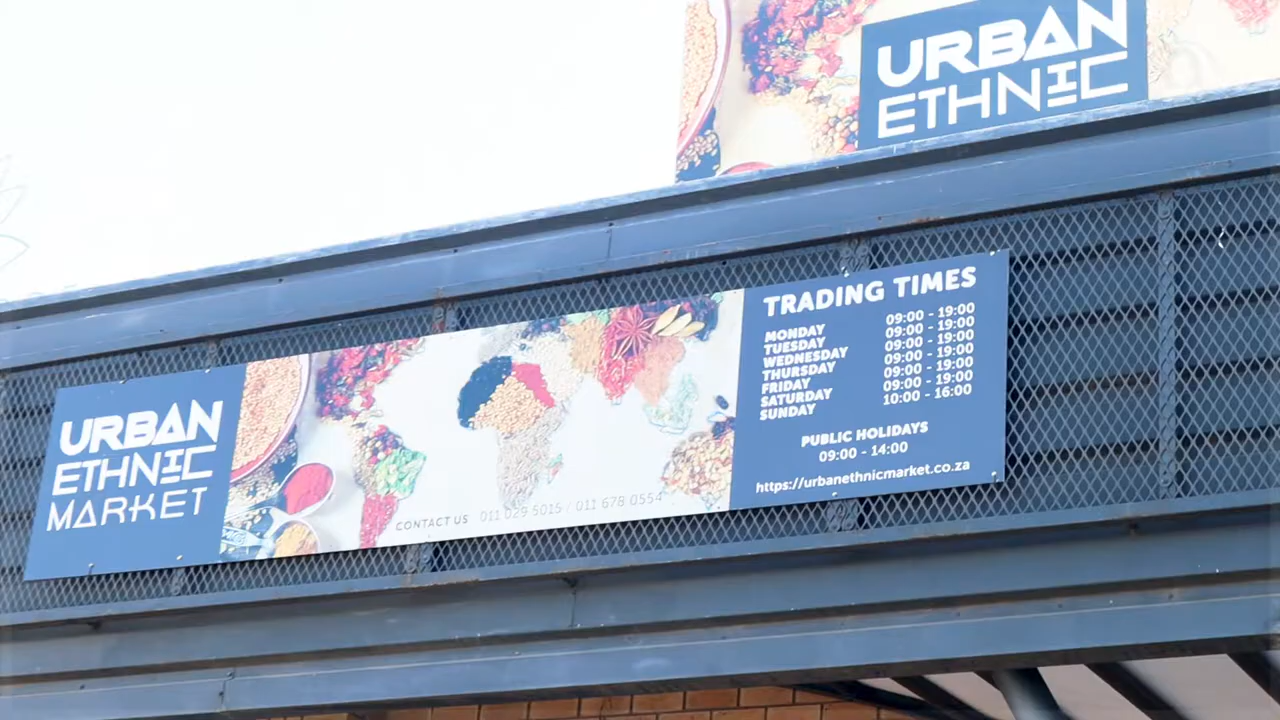 URBAN
ETHNIC
URBAN
ETHNIC
MARKET
CONTACT US 011 029 5015 / 011 678 0554
TRADING TIMES
MONDAY 09:00 - 19:00
TUESDAY 09:00 - 19:00
WEDNESDAY 09:00 - 19:00
THURSDAY 09:00 - 19:00
FRIDAY 09:00 - 19:00
SATURDAY 09:00 - 19:00
SUNDAY 10:00 - 16:00
PUBLIC HOLIDAYS
09:00 - 14:00
https://urbanethnicmarket.co.za